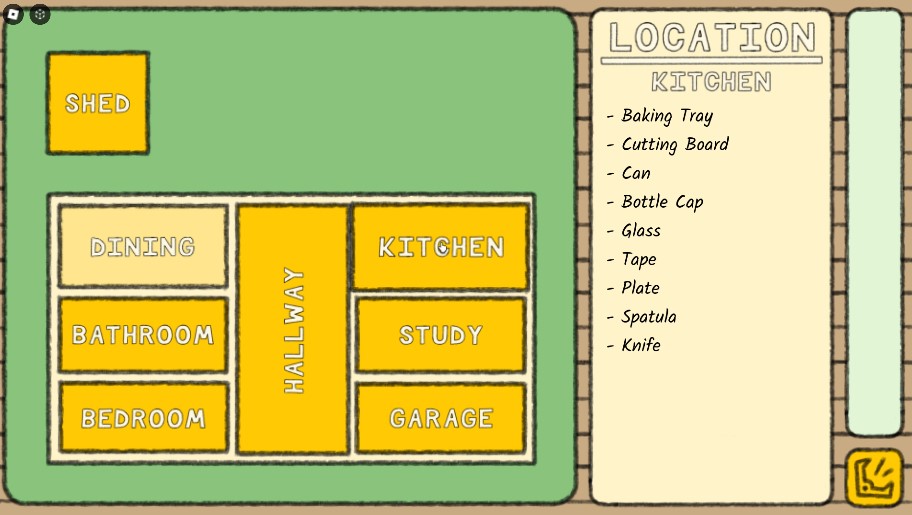 SHED
DINING
BATHROOM
BEDROOM
HALLWAY
KITCHEN
STUDY
GARAGE
LOCATION
KITCHEN
- Baking Tray
- Cutting Board
- Can
- Bottle Cap
- Glass
- Tape
- Plate
- Spatula
- Knife